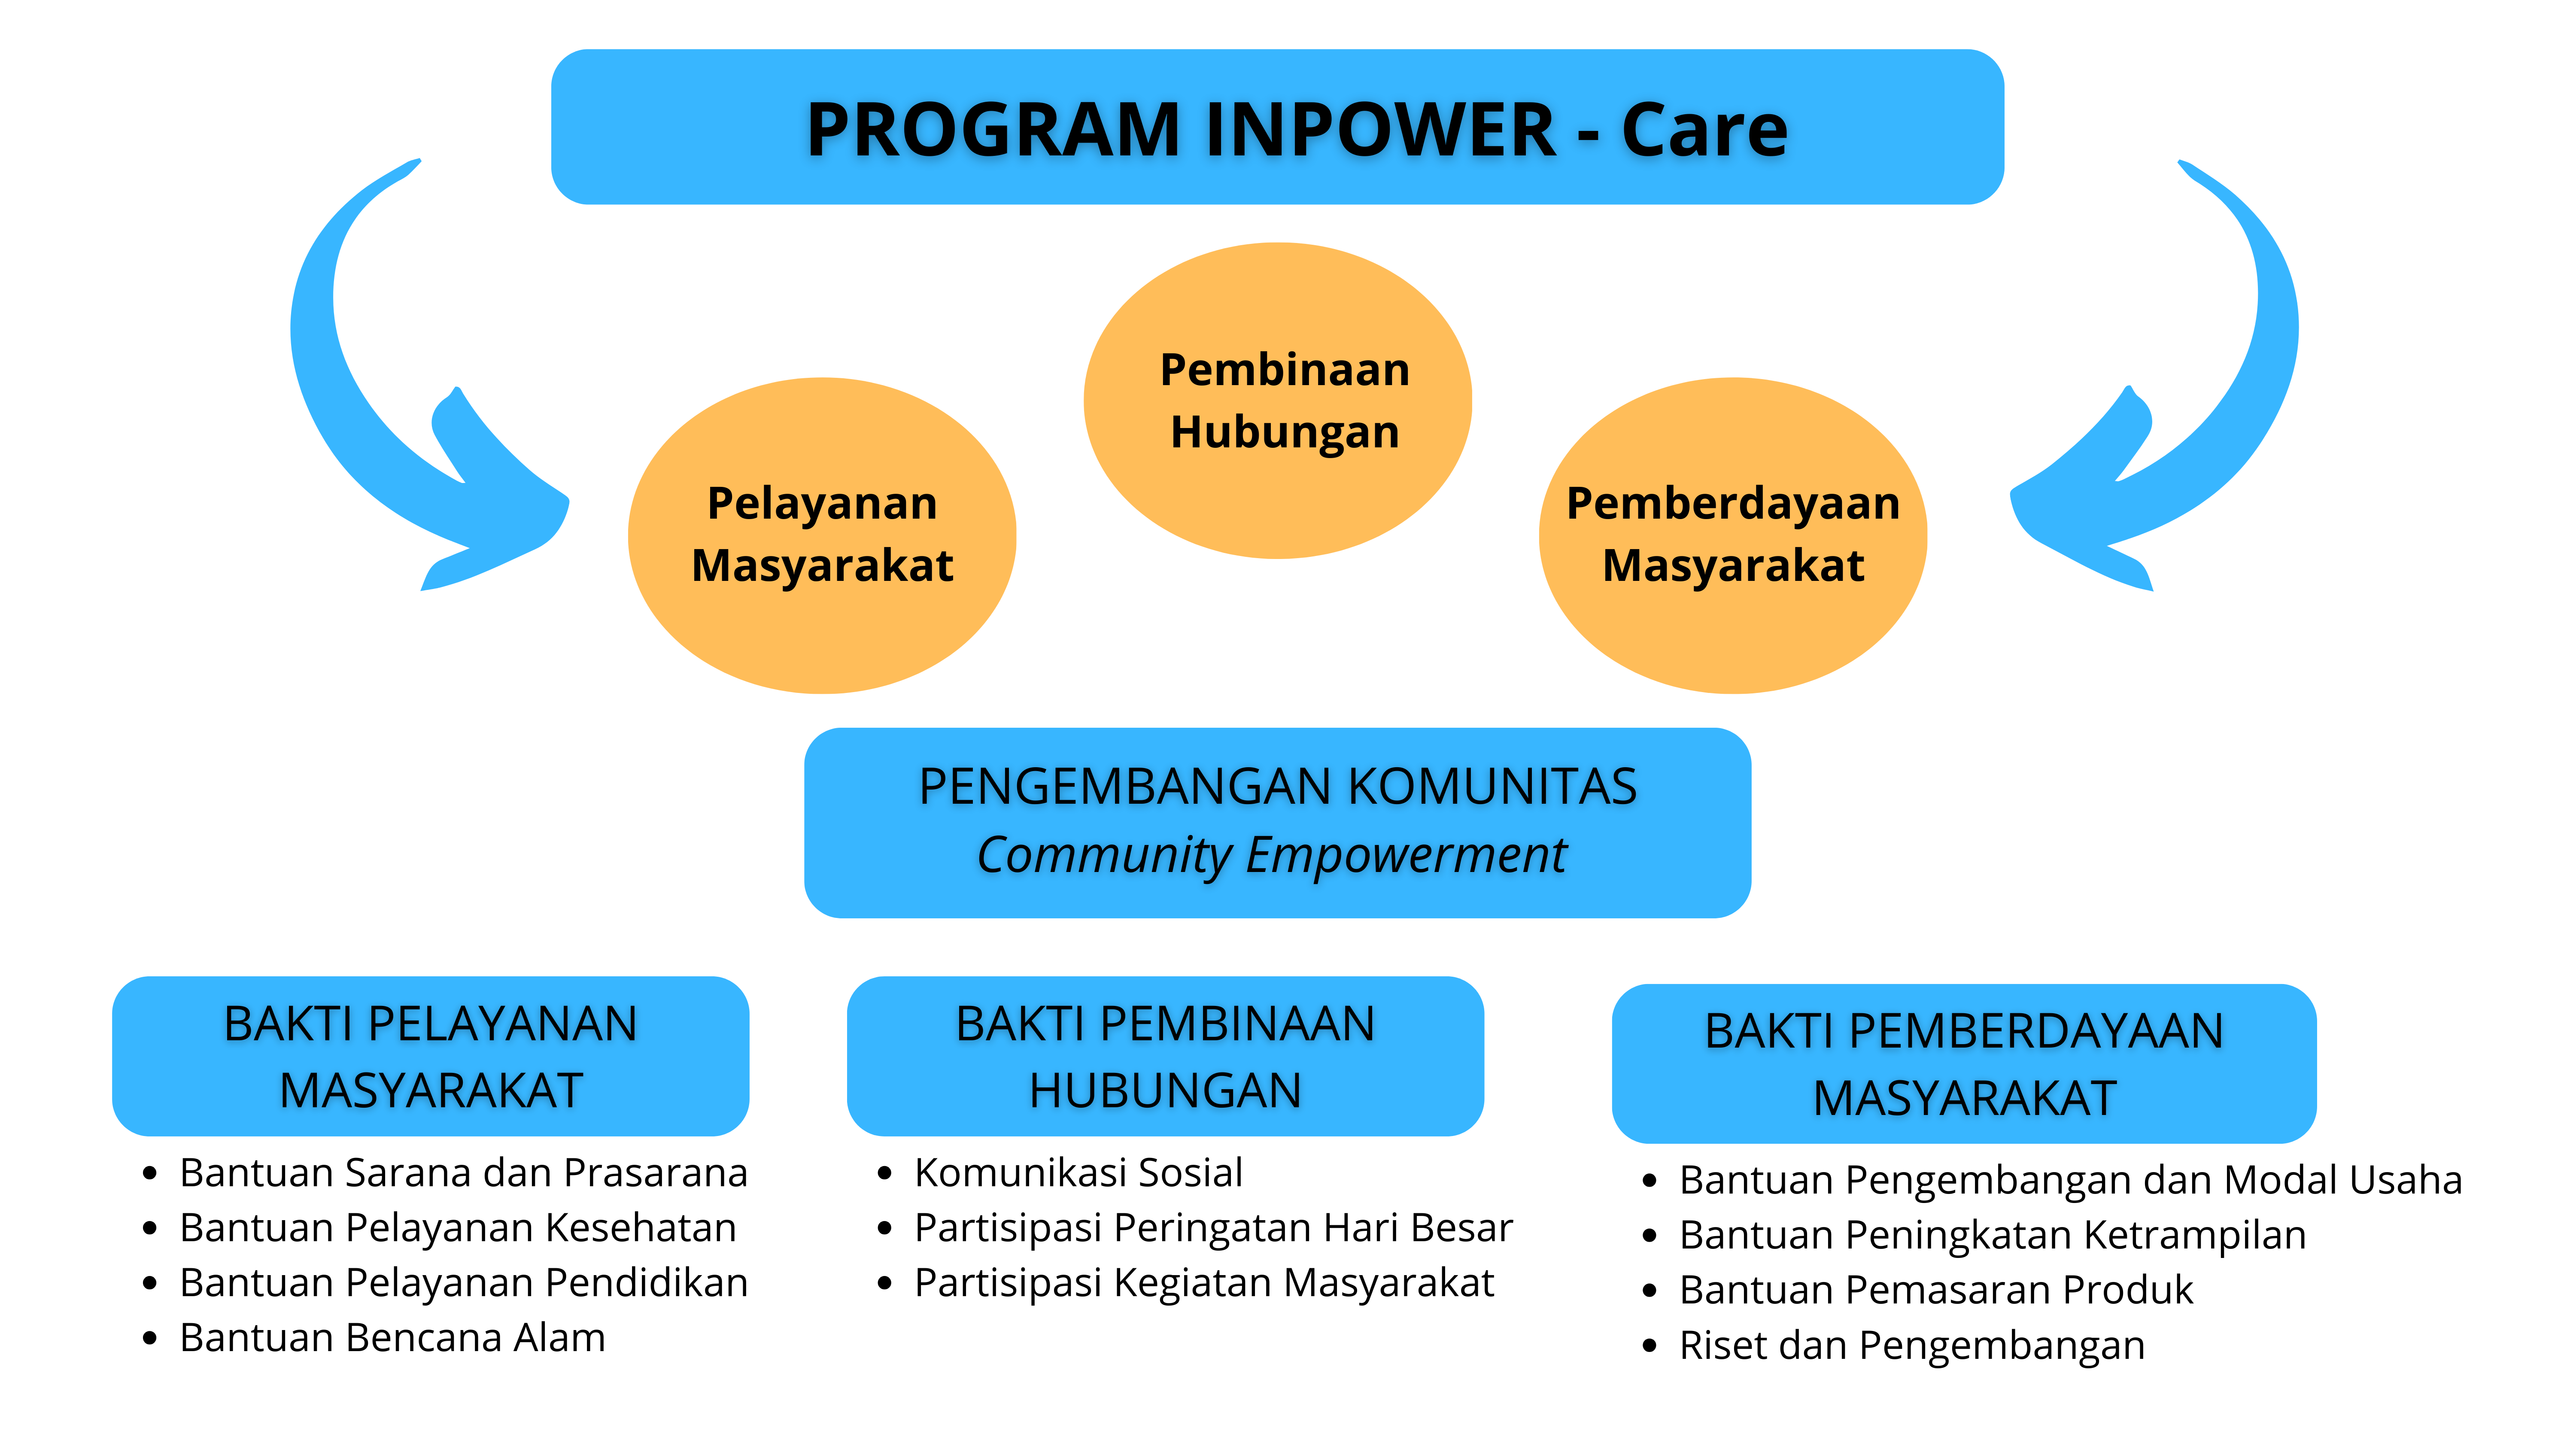 PROGRAM INPOWER - Care
Pembinaan
Hubungan
Pelayanan
Masyarakat
Pemberdayaan
Masyarakat
PENGEMBANGAN KOMUNITAS
Community Empowerment
BAKTI PELAYANAN
MASYARAKAT
• Bantuan Sarana dan Prasarana
• Bantuan Pelayanan Kesehatan
• Bantuan Pelayanan Pendidikan
• Bantuan Bencana Alam
BAKTI PEMBINAAN
HUBUNGAN
• Komunikasi Sosial
• Partisipasi Peringatan Hari Besar
• Partisipasi Kegiatan Masyarakat
BAKTI PEMBERDAYAAN
MASYARAKAT
• Bantuan Pengembangan dan Modal Usaha
• Bantuan Peningkatan Ketrampilan
• Bantuan Pemasaran Produk
• Riset dan Pengembangan